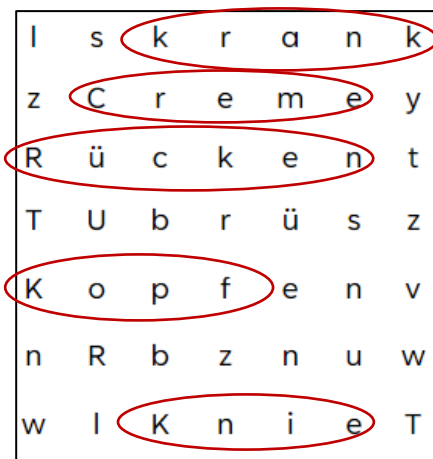 l s k r a n k
z C r e m e y
R ü c k e n t
T U b r ü s z
K o p f e n v
n R b z n u w
w l K n i e T